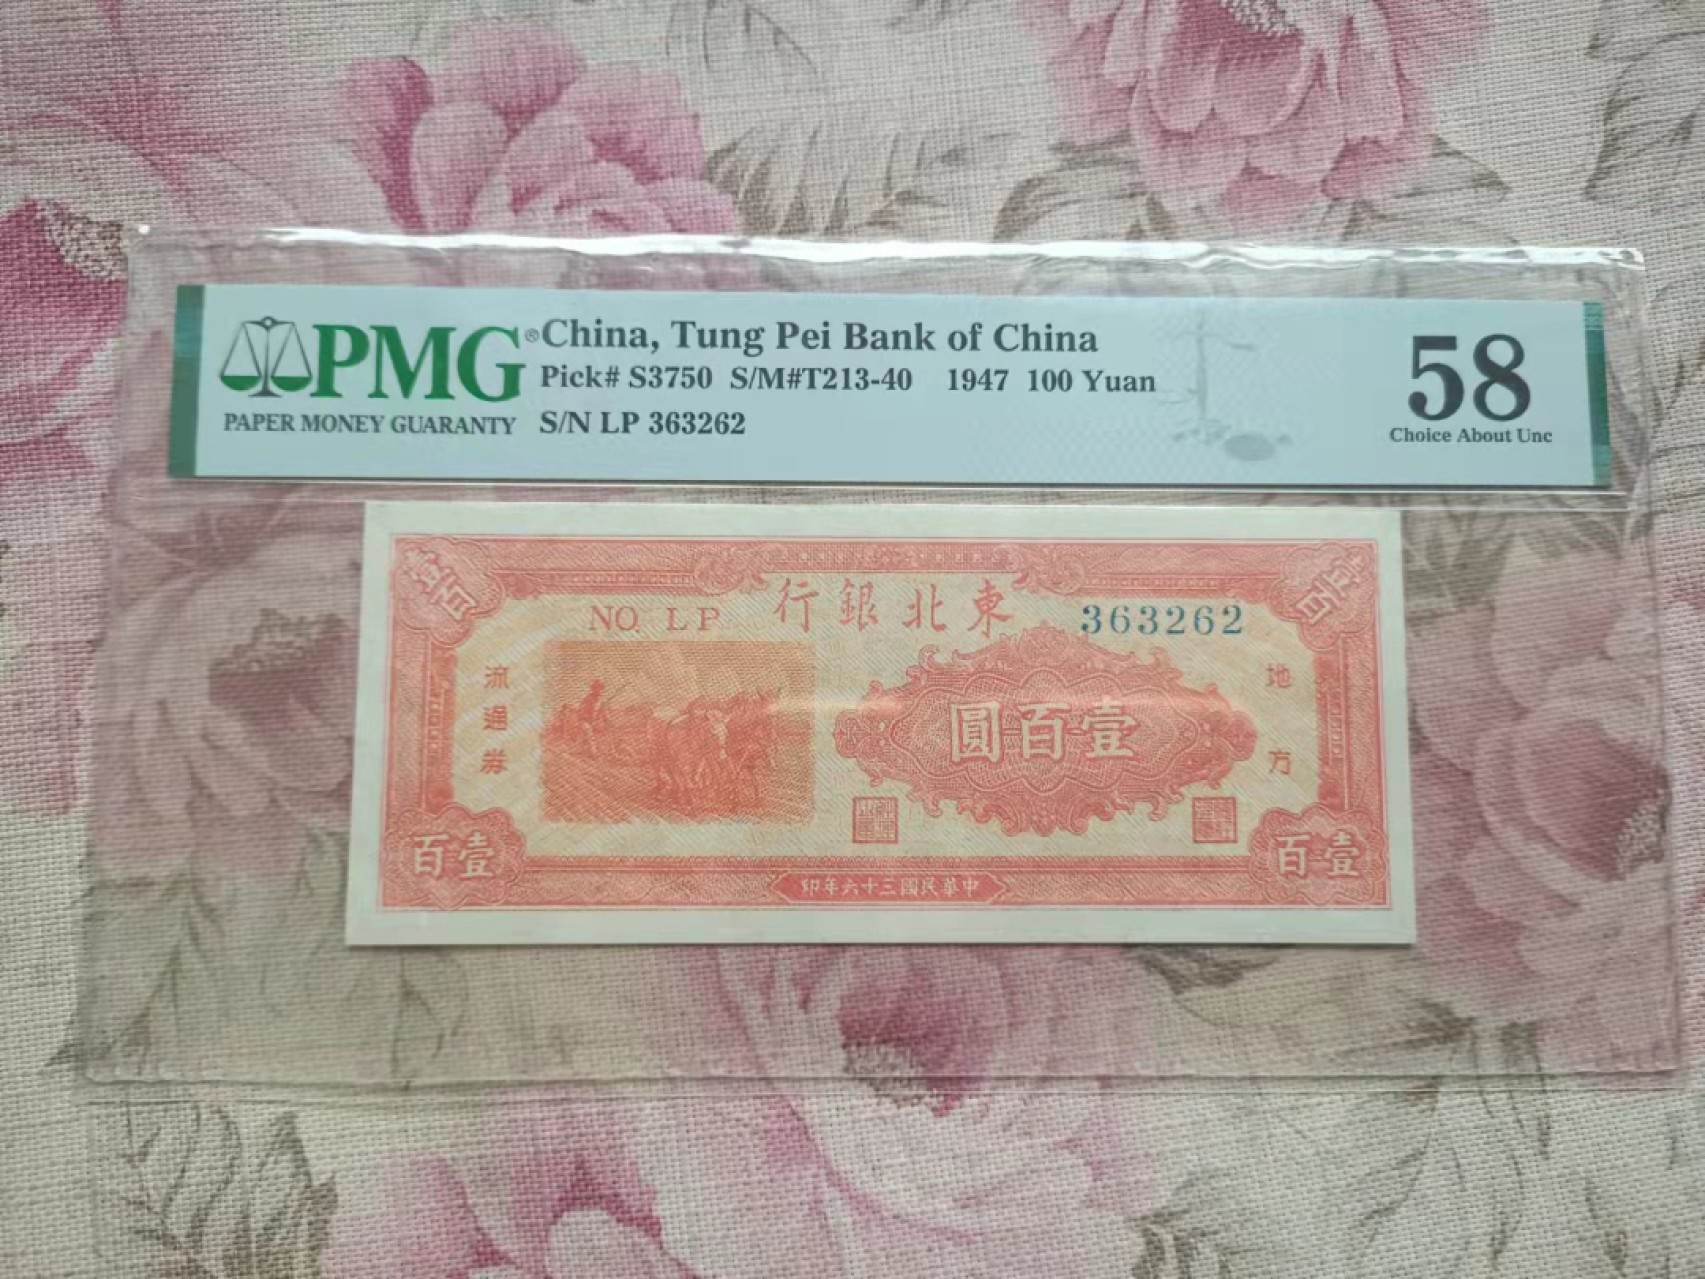 PMG®
PAPER MONEY GUARANTY
China, Tung Pei Bank of China
Pick# S3750 S/M#T213-40 1947 100 Yuan
S/N LP 363262
58
Choice About Unc
壹百
壹百
行銀北東
NO. LP
363262
流通券
圓百壹
地方
百壹
百壹
印年六十三國民華中